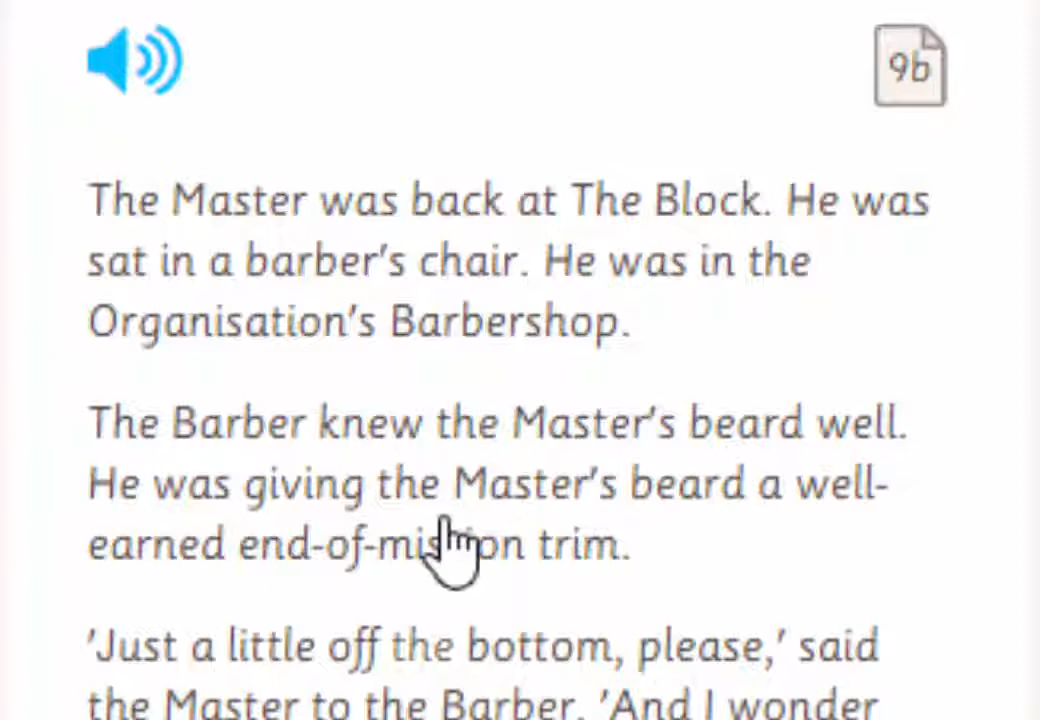 9b
The Master was back at The Block. He was
sat in a barber's chair. He was in the
Organisation's Barbershop.
The Barber knew the Master's beard well.
He was giving the Master's beard a well-
earned end-of-mission trim.
'Just a little off the bottom, please,' said
the Master to the Barber. 'And I wonder